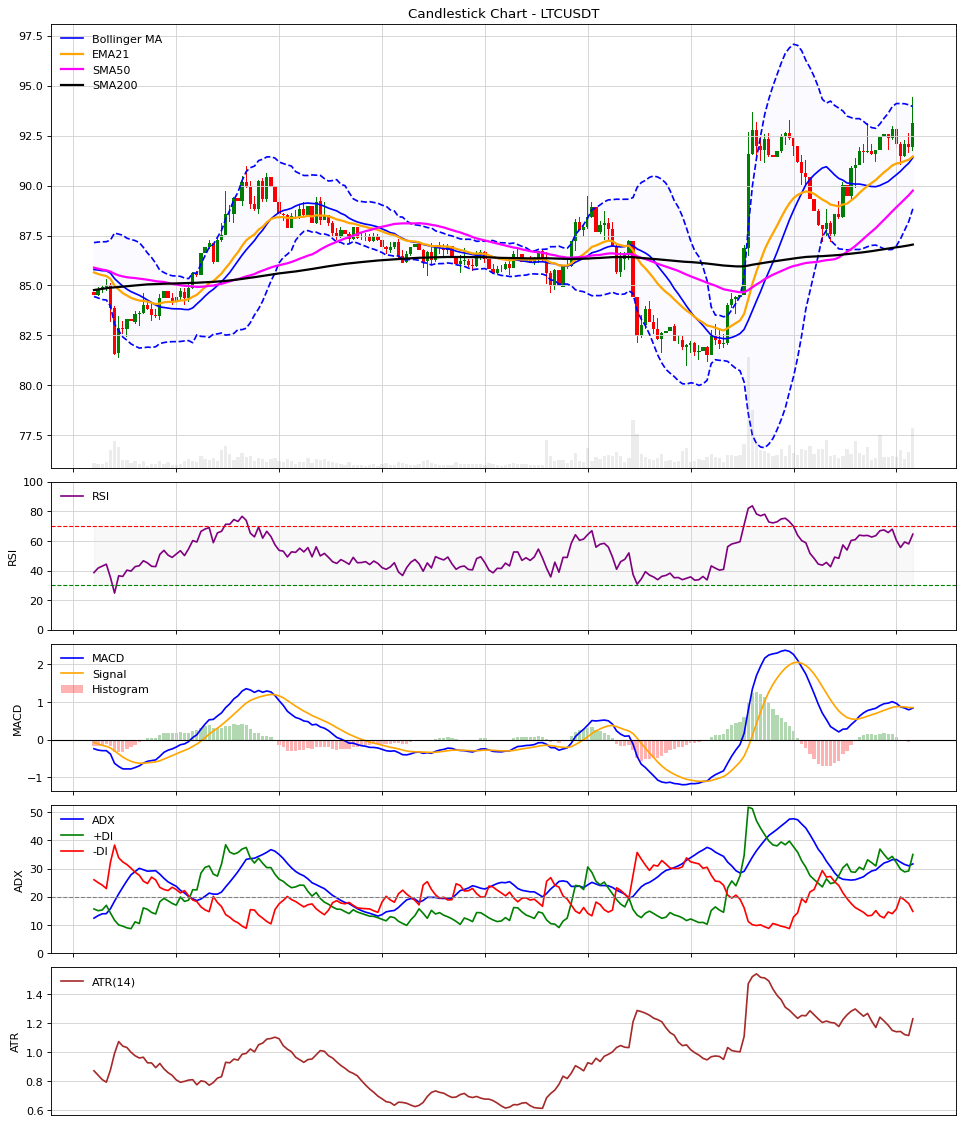 Candlestick Chart - LTCUSDT
97.5
95.0
92.5
90.0
87.5
85.0
82.5
80.0
77.5
Bollinger MA
EMA21
SMA50
SMA200
RSI
100
80
60
40
20
0
RSI
MACD
2
1
0
−1
MACD
Signal
Histogram
ADX
50
40
30
20
10
0
ADX
+DI
-DI
ATR
1.4
1.2
1.0
0.8
0.6
ATR(14)